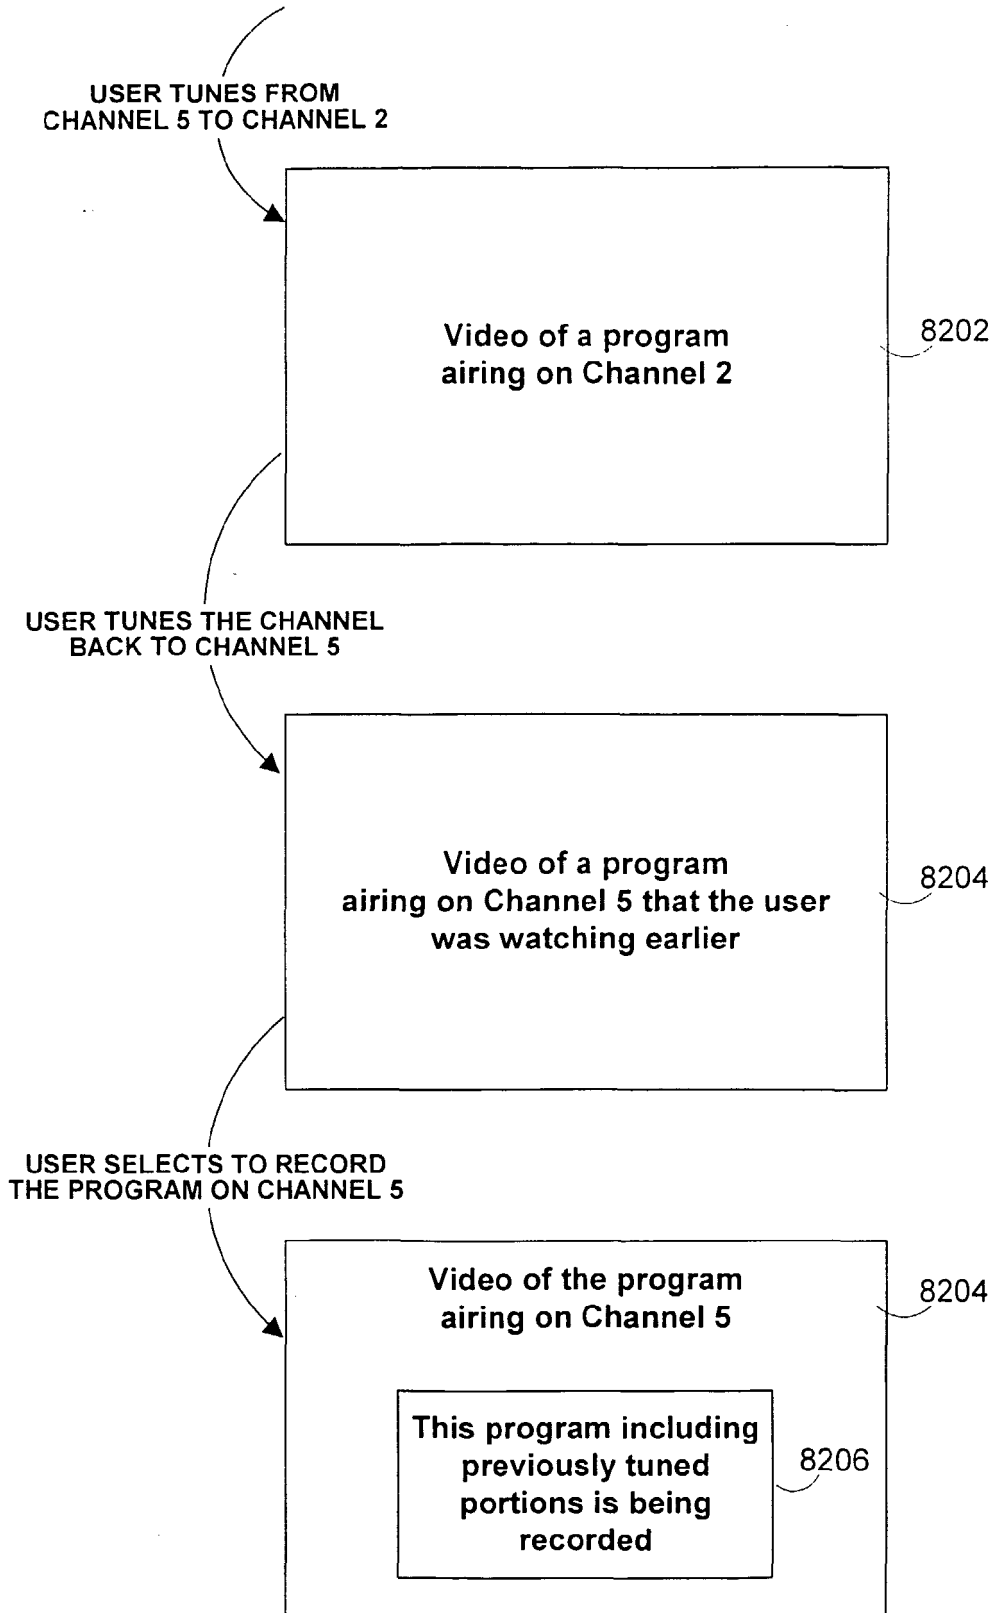 USER TUNES FROM
CHANNEL 5 TO CHANNEL 2
Video of a program
airing on Channel 2
8202
USER TUNES THE CHANNEL
BACK TO CHANNEL 5
Video of a program
airing on Channel 5 that the user
was watching earlier
8204
USER SELECTS TO RECORD
THE PROGRAM ON CHANNEL 5
Video of the program
airing on Channel 5
8204
This program including
previously tuned
portions is being
recorded
8206